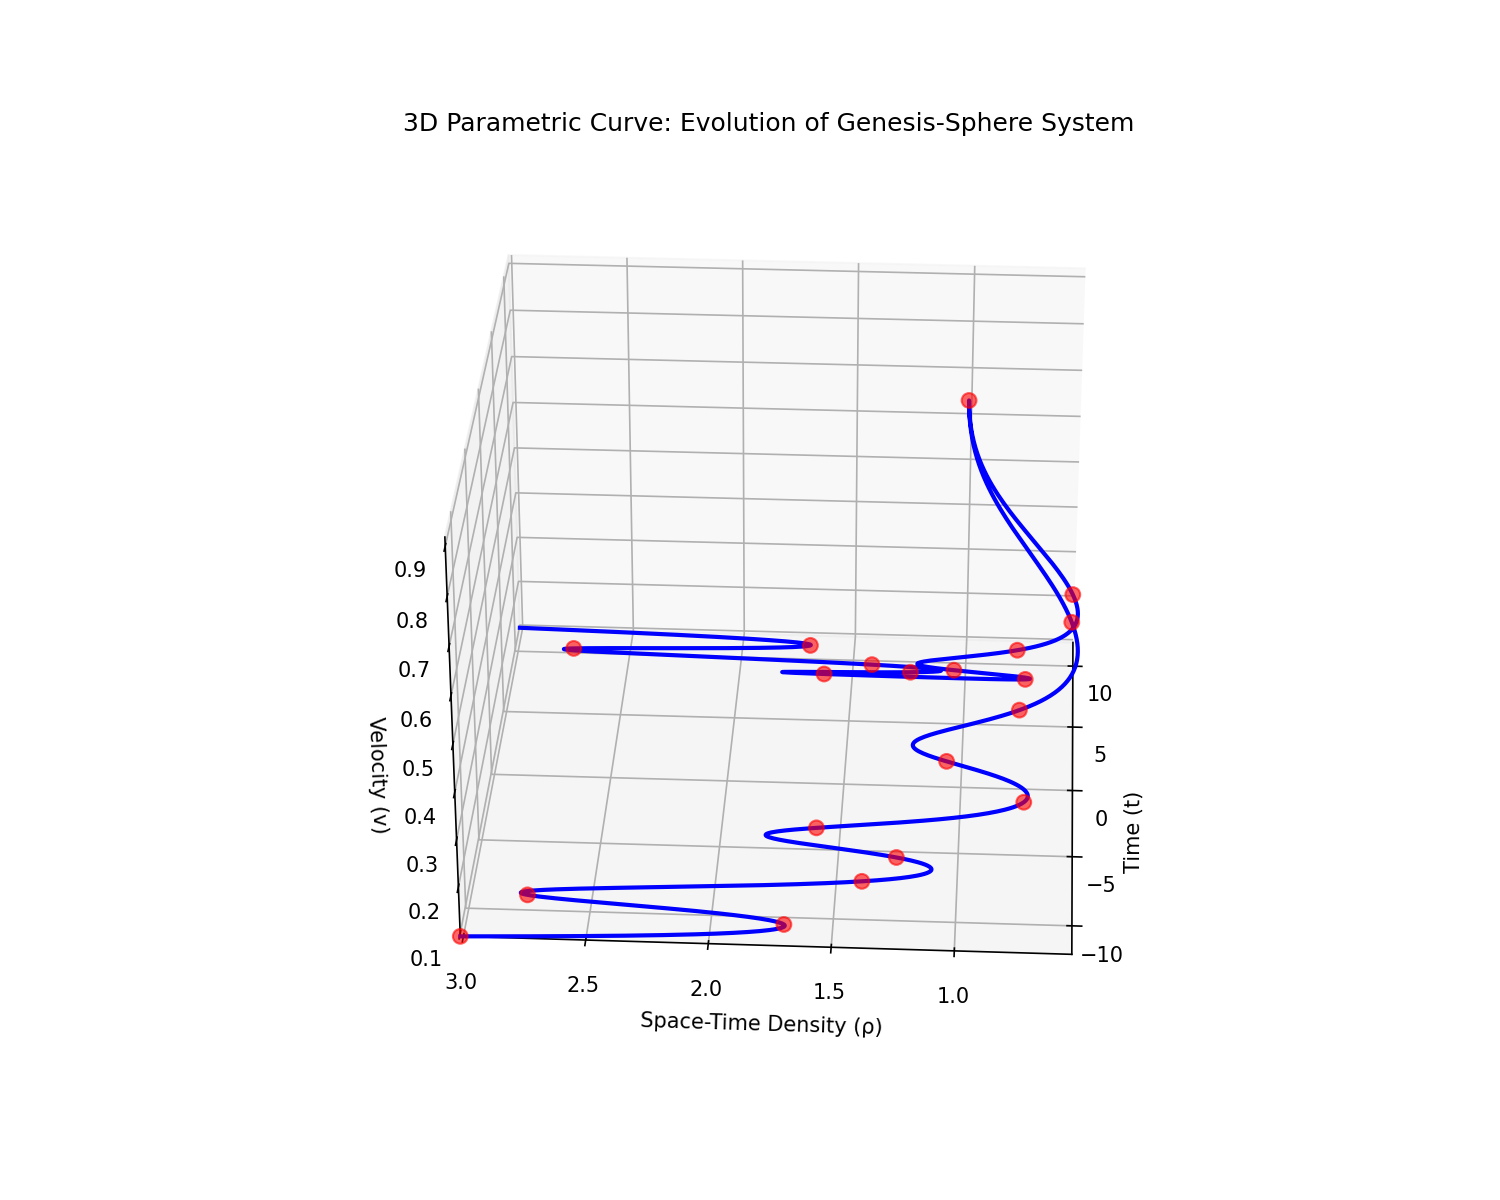 3D Parametric Curve: Evolution of Genesis-Sphere System
0.9
0.8
0.7
0.6
0.5
0.4
0.3
0.2
0.1
Velocity (v)
10
5
0
−5
−10
Time (t)
3.0 2.5 2.0 1.5 1.0
Space-Time Density (ρ)